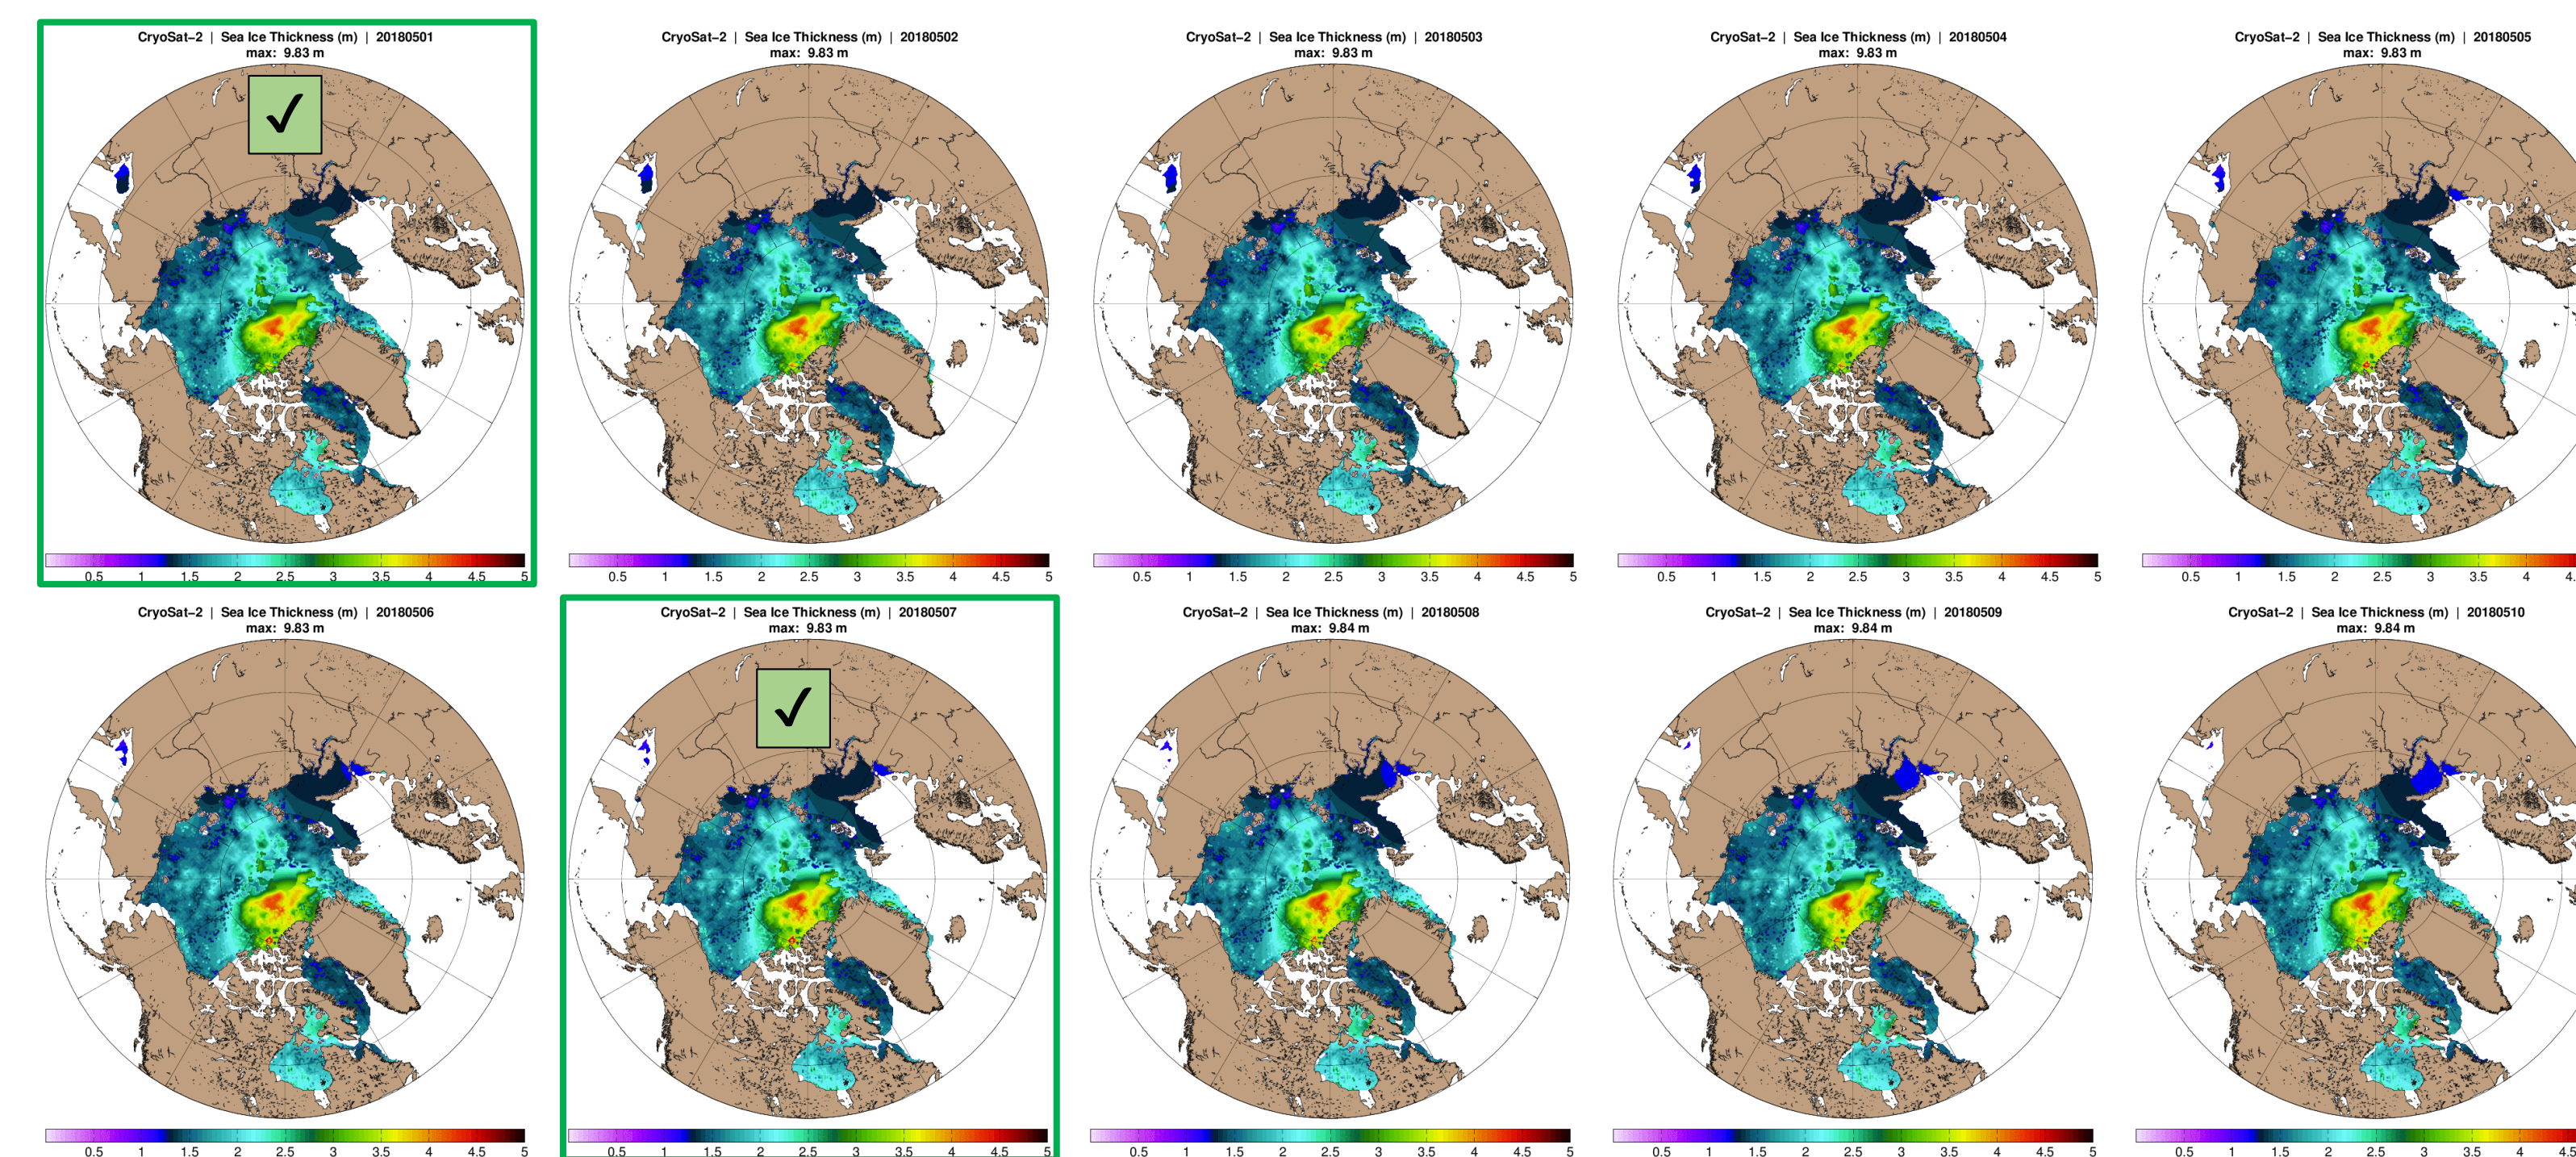 CryoSat–2 | Sea Ice Thickness (m) | 20180501
max: 9.83 m
CryoSat–2 | Sea Ice Thickness (m) | 20180502
max: 9.83 m
CryoSat–2 | Sea Ice Thickness (m) | 20180503
max: 9.83 m
CryoSat–2 | Sea Ice Thickness (m) | 20180504
max: 9.83 m
CryoSat–2 | Sea Ice Thickness (m) | 20180505
max: 9.83 m
0.5 1 1.5 2 2.5 3 3.5 4 4.5 5
0.5 1 1.5 2 2.5 3 3.5 4 4.5 5
0.5 1 1.5 2 2.5 3 3.5 4 4.5 5
0.5 1 1.5 2 2.5 3 3.5 4 4.5 5
0.5 1 1.5 2 2.5 3 3.5 4 4.
CryoSat–2 | Sea Ice Thickness (m) | 20180506
max: 9.83 m
CryoSat–2 | Sea Ice Thickness (m) | 20180507
max: 9.83 m
CryoSat–2 | Sea Ice Thickness (m) | 20180508
max: 9.84 m
CryoSat–2 | Sea Ice Thickness (m) | 20180509
max: 9.84 m
CryoSat–2 | Sea Ice Thickness (m) | 20180510
max: 9.84 m
0.5 1 1.5 2 2.5 3 3.5 4 4.5 5
0.5 1 1.5 2 2.5 3 3.5 4 4.5 5
0.5 1 1.5 2 2.5 3 3.5 4 4.5 5
0.5 1 1.5 2 2.5 3 3.5 4 4.5 5
0.5 1 1.5 2 2.5 3 3.5 4 4.